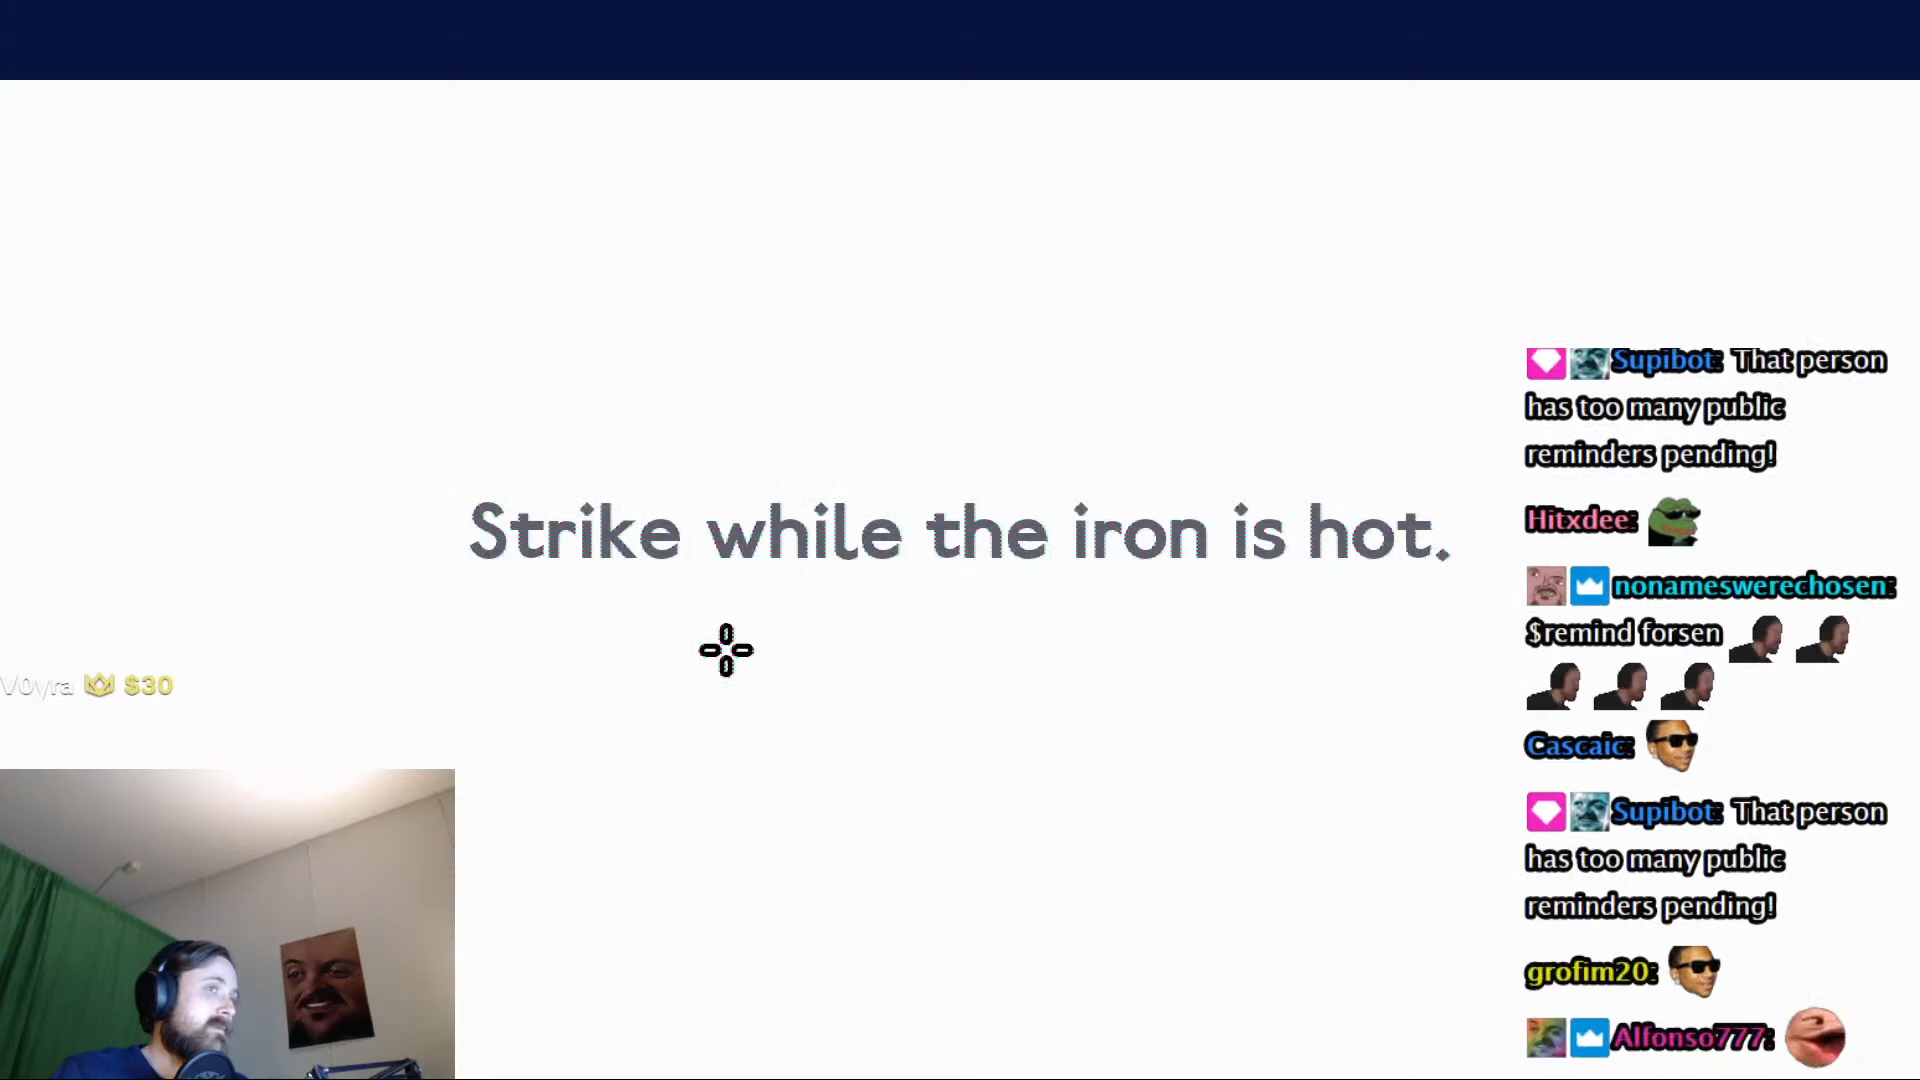 Strike while the iron is hot.
V0yra $30
Supibot: That person
has too many public
reminders pending!
Hitxdee:
nonameswerechosen:
$remind forsen
Cascaic:
Supibot: That person
has too many public
reminders pending!
grofim20:
Alfonso777: